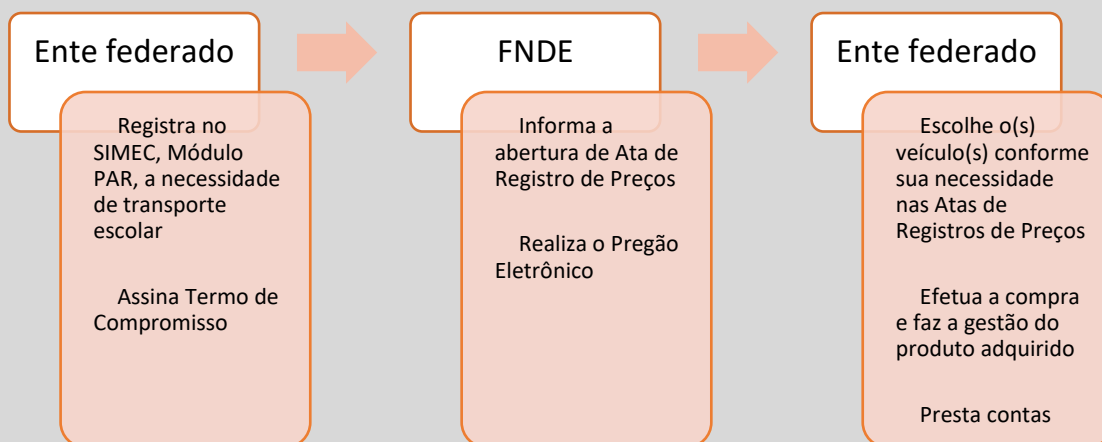 Ente federado
Registra no
SIMEC, Módulo
PAR, a necessidade
de transporte
escolar
Assina Termo de
Compromisso
FNDE
Informa a
abertura de Ata de
Registro de Preços
Realiza o Pregão
Eletrônico
Ente federado
Escolhe o(s)
veículo(s) conforme
sua necessidade
nas Atas de
Registros de Preços
Efetua a compra
e faz a gestão do
produto adquirido
Presta contas